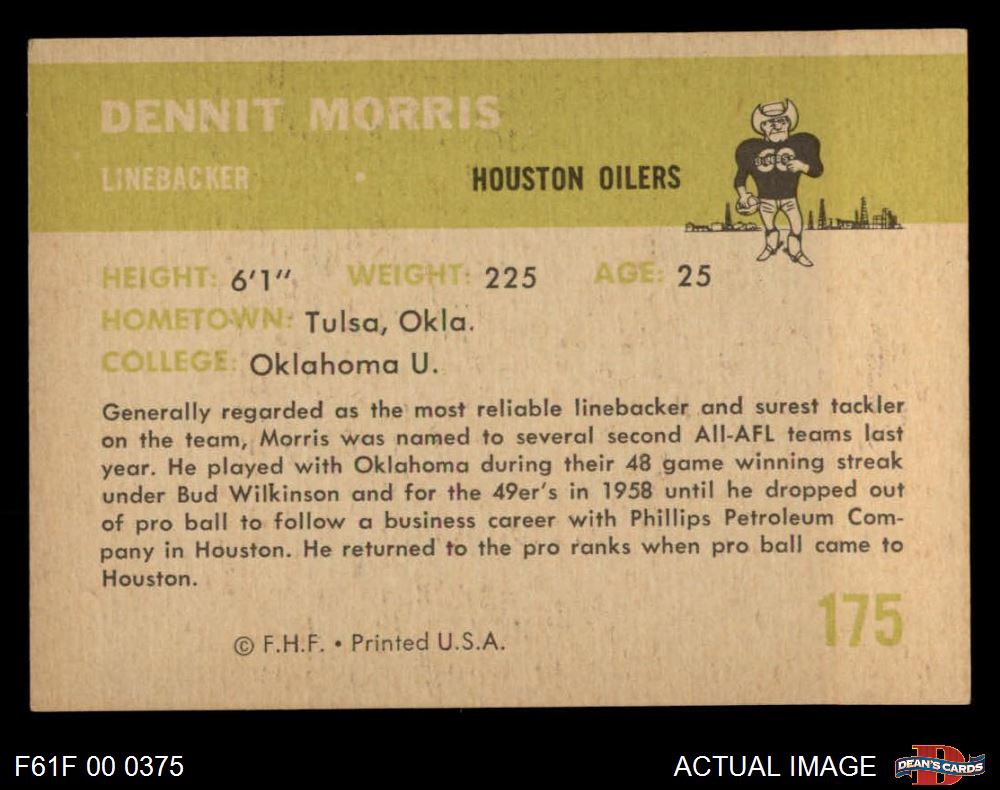 DENNIT MORRIS
LINEBACKER • HOUSTON OILERS
OILERS
HEIGHT: 6'1" WEIGHT: 225 AGE: 25
HOMETOWN: Tulsa, Okla.
COLLEGE: Oklahoma U.
Generally regarded as the most reliable linebacker and surest tackler
on the team, Morris was named to several second All-AFL teams last
year. He played with Oklahoma during their 48 game winning streak
under Bud Wilkinson and for the 49er's in 1958 until he dropped out
of pro ball to follow a business career with Phillips Petroleum Com-
pany in Houston. He returned to the pro ranks when pro ball came to
Houston.
175
© F.H.F. • Printed U.S.A.
F61F 00 0375
ACTUAL IMAGE
D
DEAN'S CARDS